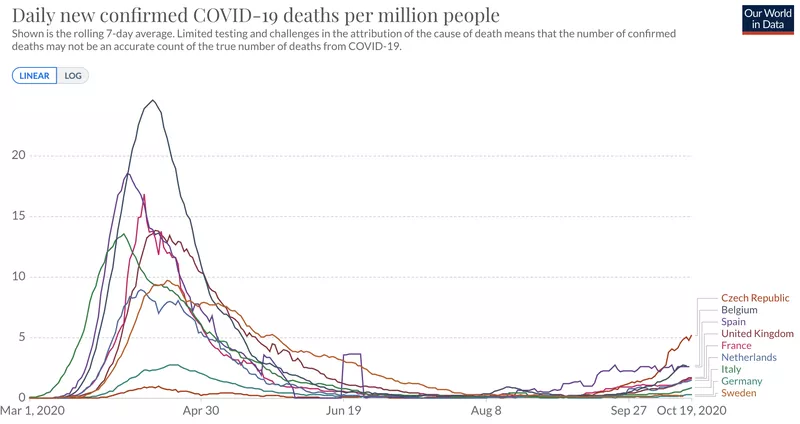 Daily new confirmed COVID-19 deaths per million people
Shown is the rolling 7-day average. Limited testing and challenges in the attribution of the cause of death means that the number of confirmed
deaths may not be an accurate count of the true number of deaths from COVID-19.
Our World
in Data
LINEAR LOG
20
15
10
5
0
Mar 1, 2020 Apr 30 Jun 19 Aug 8 Sep 27 Oct 19, 2020
Czech Republic
Belgium
Spain
United Kingdom
France
Netherlands
Italy
Germany
Sweden